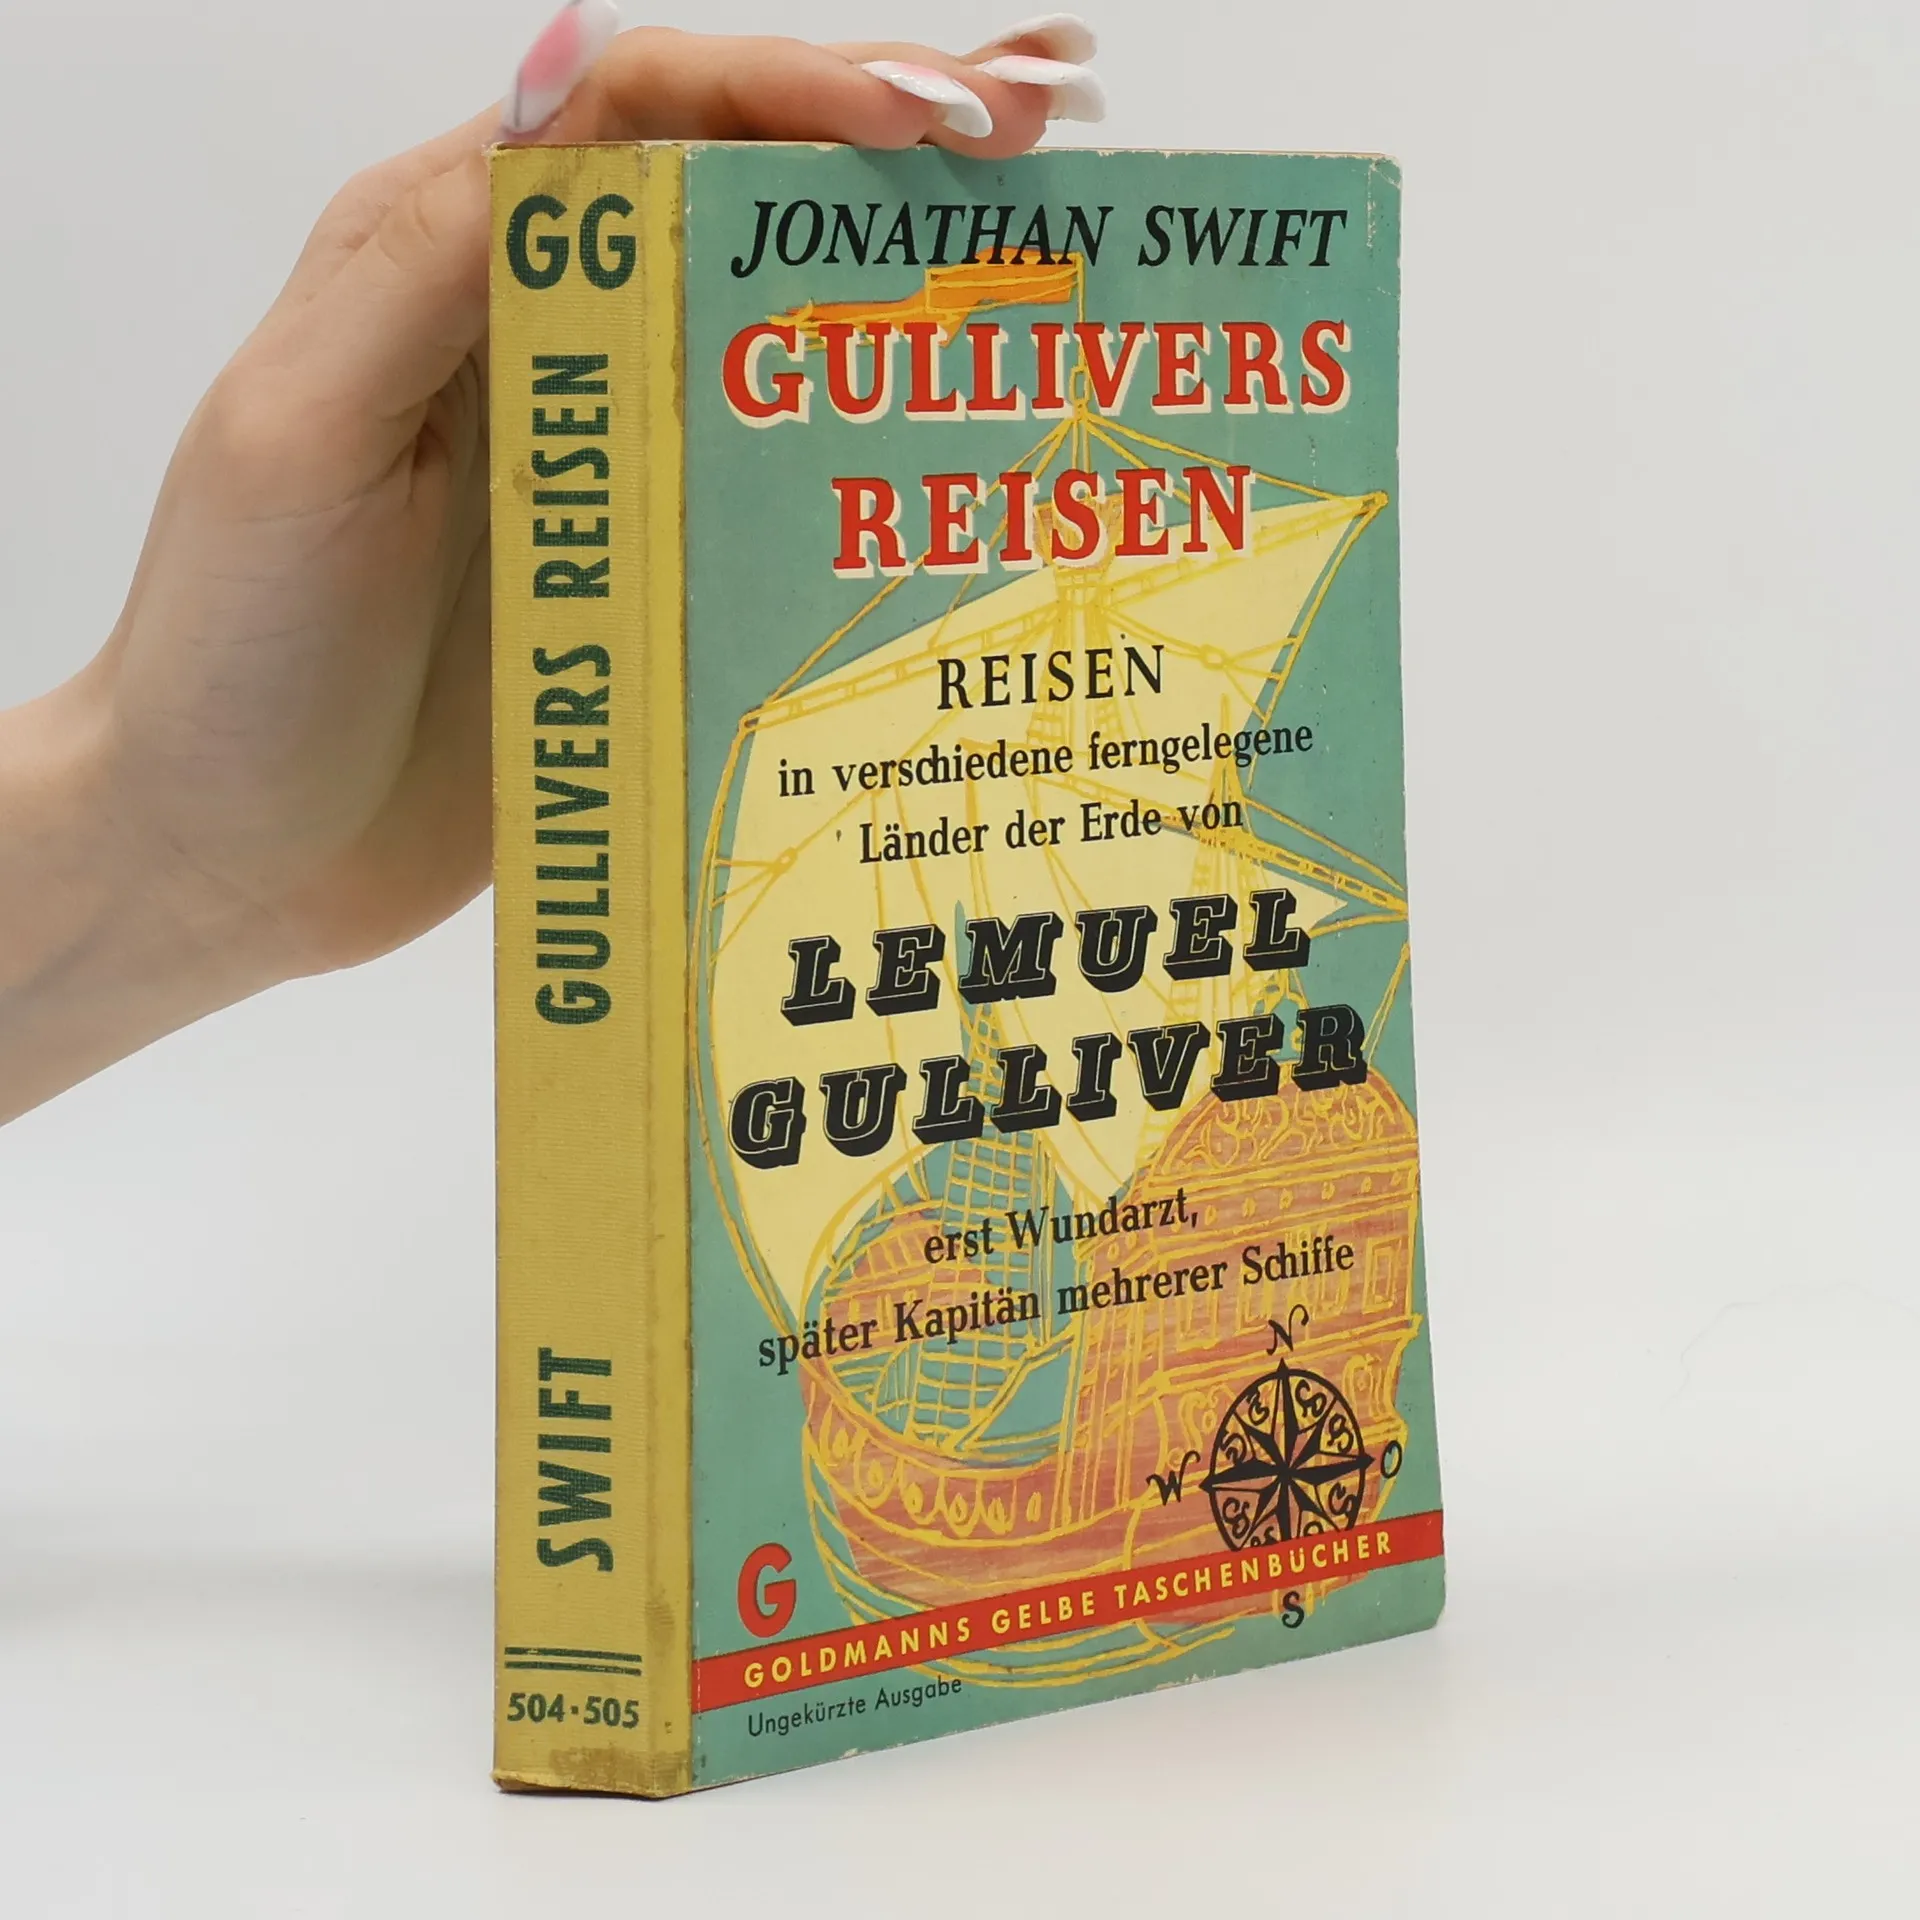 GG
GULLIVERS REISEN
SWIFT
504·505
JONATHAN SWIFT
GULLIVERS
REISEN
REISEN
in verschiedene ferngelegene
Länder der Erde von
LEMUEL
GULLIVER
erst Wundarzt,
später Kapitän mehrerer Schiffe
N
W
O
S
G
GOLDMANNS GELBE TASCHENBÜCHER
Ungekürzte Ausgabe